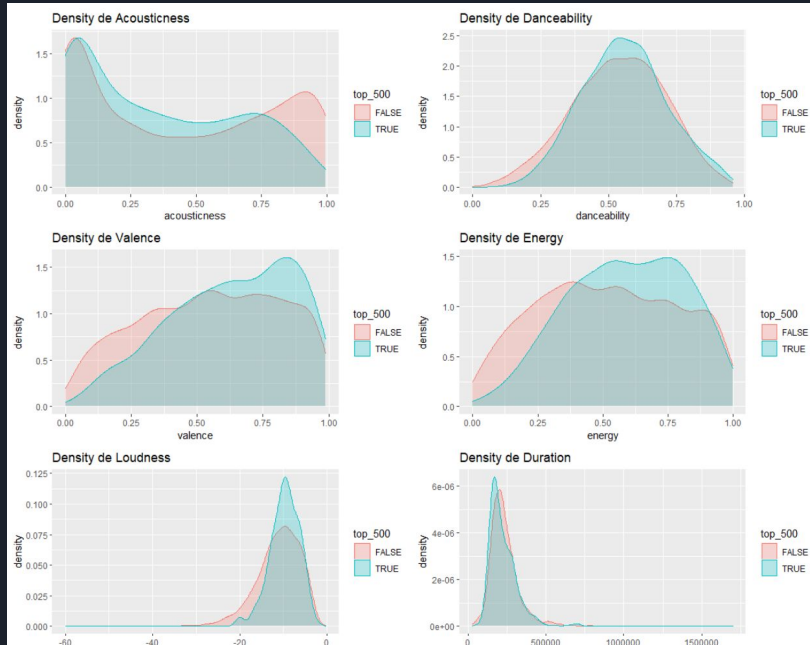 Density de Acousticness
1.5
1.0
0.5
0.0
density
0.00 0.25 0.50 0.75 1.00
acousticness
top_500
FALSE
TRUE
Density de Danceability
2.5
2.0
1.5
1.0
0.5
0.0
density
0.00 0.25 0.50 0.75 1.00
danceability
top_500
FALSE
TRUE
Density de Valence
1.5
1.0
0.5
0.0
density
0.00 0.25 0.50 0.75 1.00
valence
top_500
FALSE
TRUE
Density de Energy
1.5
1.0
0.5
0.0
density
0.00 0.25 0.50 0.75 1.00
energy
top_500
FALSE
TRUE
Density de Loudness
0.125
0.100
0.075
0.050
0.025
0.000
density
-60 -40 -20 0
top_500
FALSE
TRUE
Density de Duration
6e-06
4e-06
2e-06
0e+00
density
0 500000 1000000 1500000
top_500
FALSE
TRUE